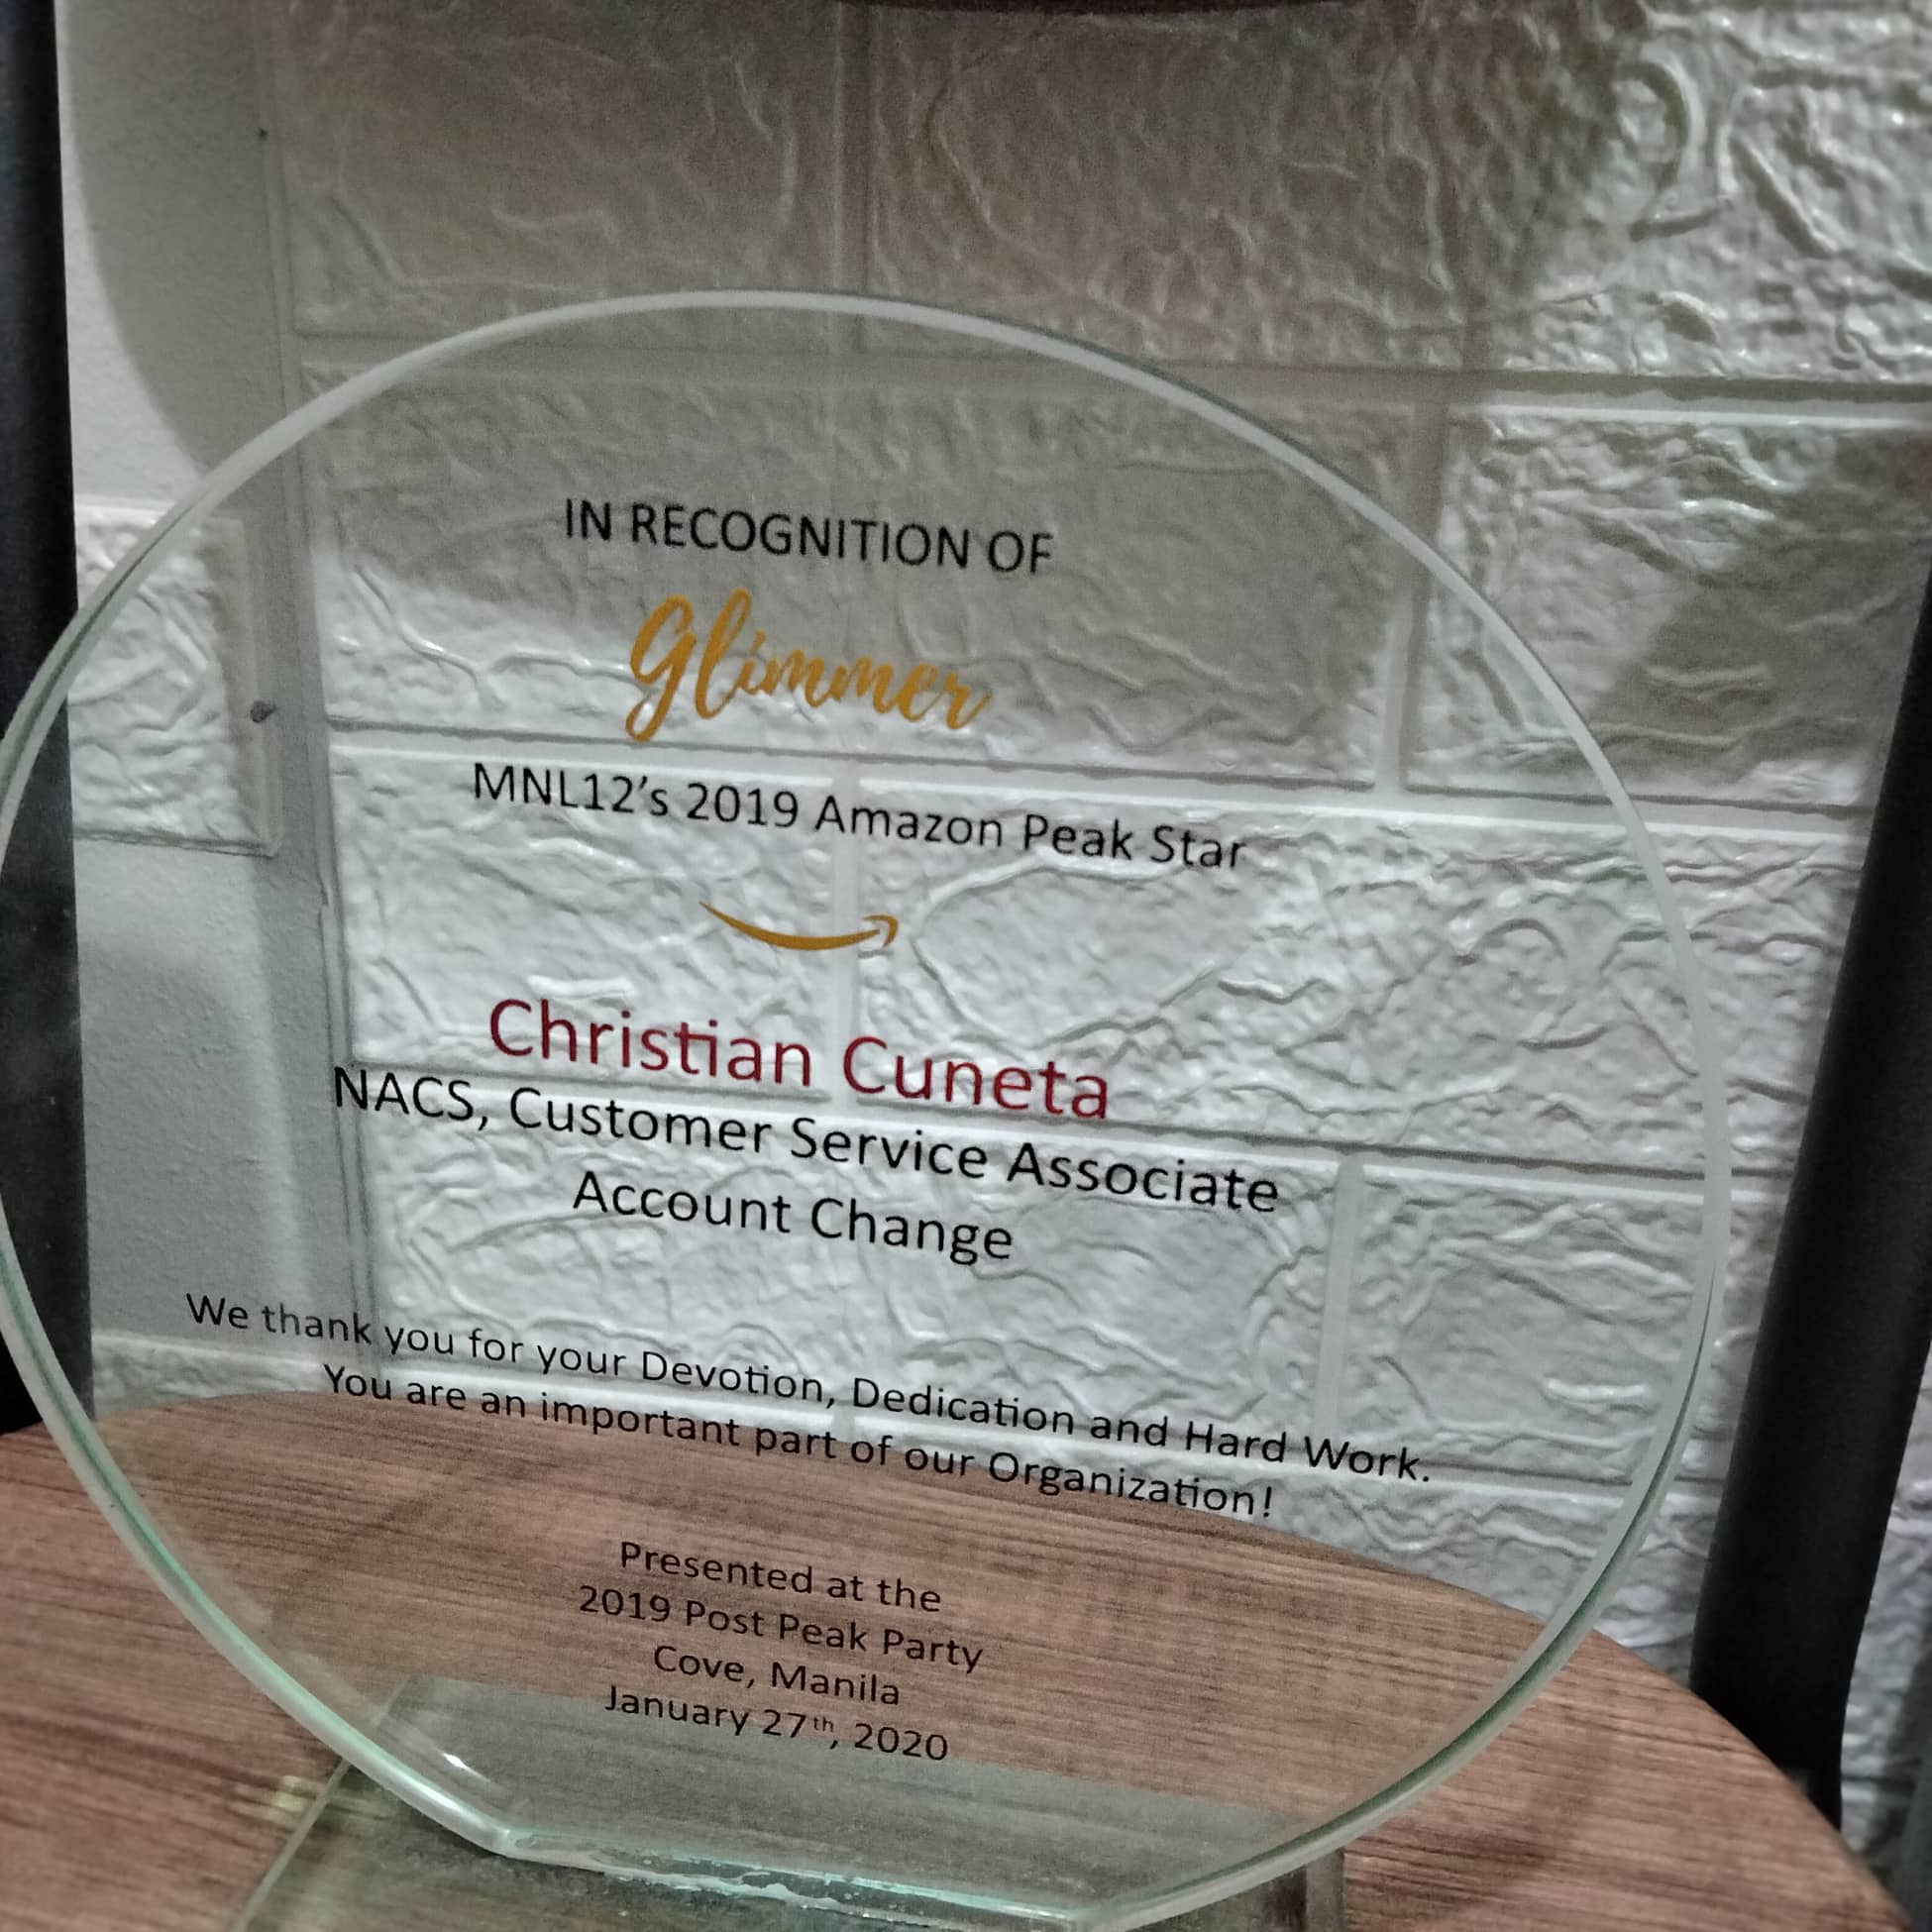 IN RECOGNITION OF
Glimmer
MNL12's 2019 Amazon Peak Star
Christian Cuneta
NACS, Customer Service Associate
Account Change
We thank you for your Devotion, Dedication and Hard Work.
You are an important part of our Organization!
Presented at the
2019 Post Peak Party
Cove, Manila
January 27th, 2020